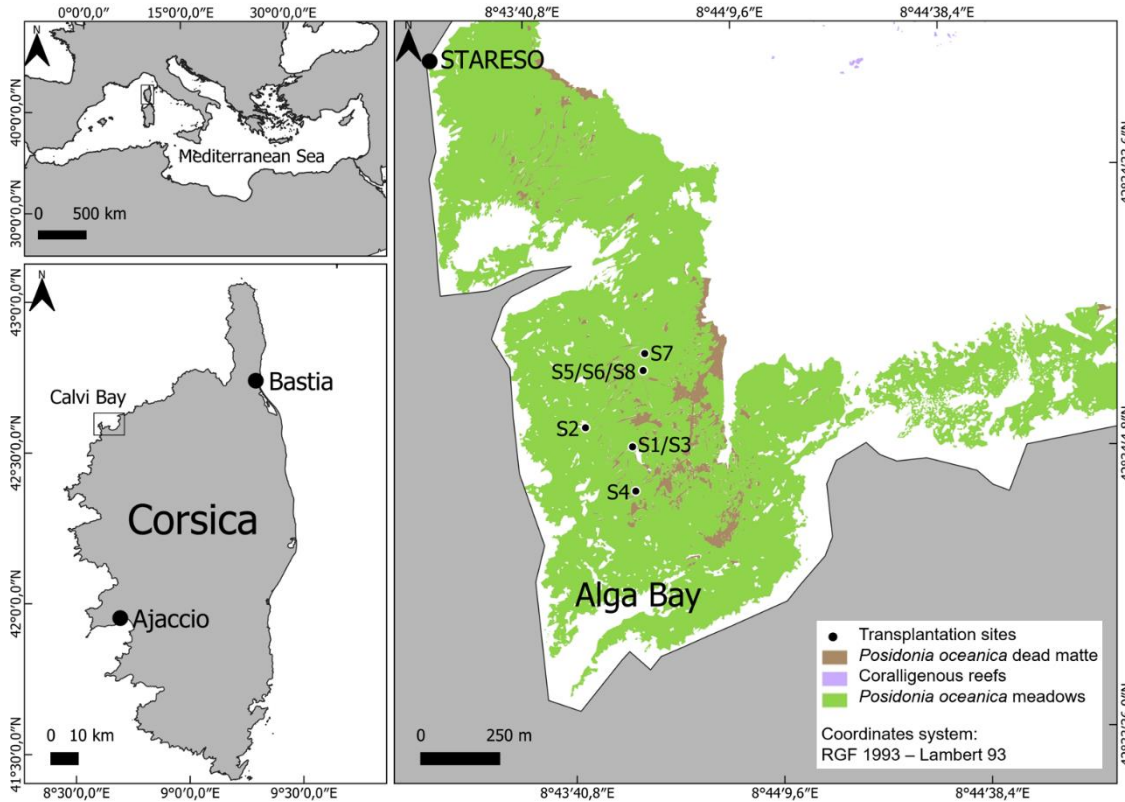 0°0'0,0"
15°0'0,0"E
30°0'0,0"E
N
40°0'0,0"N
30°0'0,0"N
Mediterranean Sea
0 500 km
N
43°0'0,0"N
42°30'0,0"N
42°0'0,0"N
41°30'0,0"N
Bastia
Calvi Bay
Corsica
Ajaccio
0 10 km
8°30'0,0"E
9°0'0,0"E
9°30'0,0"E
8°43'40,8"E
8°44'9,6"E
8°44'38,4"E
N
STARESO
S7
S5/S6/S8
S2
S1/S3
S4
Alga Bay
0 250 m
Transplantation sites
Posidonia oceanica dead matte
Coralligenous reefs
Posidonia oceanica meadows
Coordinates system:
RGF 1993 – Lambert 93
8°43'40,8"E
8°44'9,6"E
8°44'38,4"E